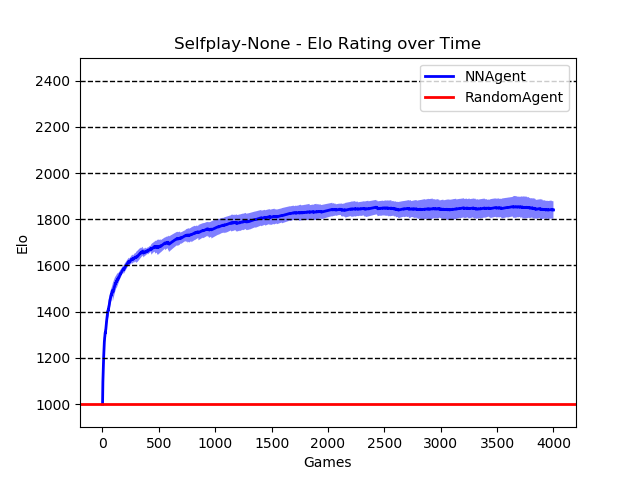 Selfplay-None - Elo Rating over Time
NNAgent
RandomAgent
2400
2200
2000
1800
1600
1400
1200
1000
Elo
0 500 1000 1500 2000 2500 3000 3500 4000
Games